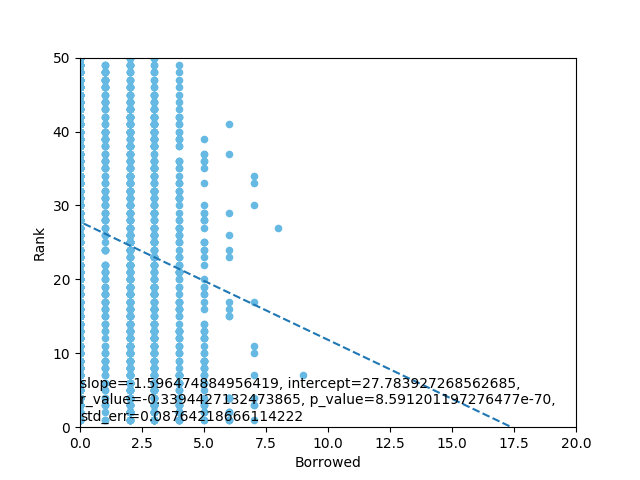 50
40
30
20
10
0
Rank
slope=-1.596474884956419, intercept=27.783927268562685,
r_value=-0.3394427132473865, p_value=8.591201197276477e-70,
std_err=0.08764218666114222
0.0 2.5 5.0 7.5 10.0 12.5 15.0 17.5 20.0
Borrowed